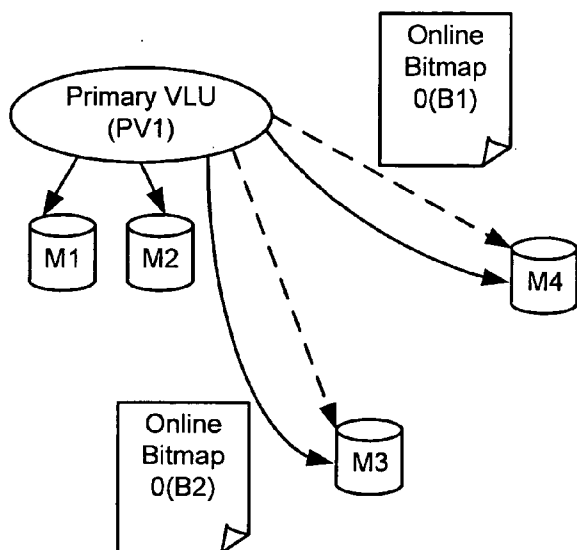 Online
Bitmap
0(B1)
Primary VLU
(PV1)
M1
M2
M4
Online
Bitmap
0(B2)
M3